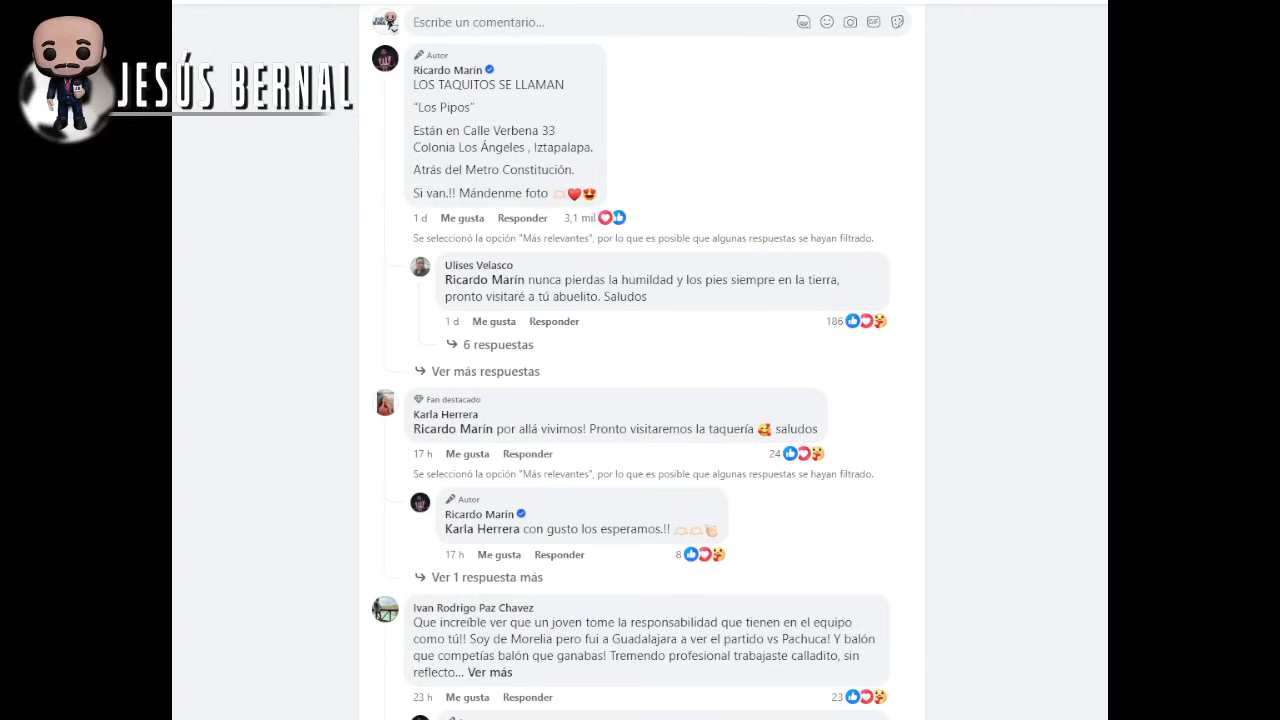 JESÚS BERNAL
Escribe un comentario...
GIF
Autor
Ricardo Marín
LOS TAQUITOS SE LLAMAN
“Los Pipos”
Están en Calle Verbena 33
Colonia Los Ángeles , Iztapalapa.
Atrás del Metro Constitución.
Si van.!! Mándenme foto 🫶🏻❤️😍
1 d Me gusta Responder 3,1 mil
Se seleccionó la opción "Más relevantes", por lo que es posible que algunas respuestas se hayan filtrado.
Ulises Velasco
Ricardo Marín nunca pierdas la humildad y los pies siempre en la tierra,
pronto visitaré a tú abuelito. Saludos
1 d Me gusta Responder 186
6 respuestas
Ver más respuestas
Fan destacado
Karla Herrera
Ricardo Marín por allá vivimos! Pronto visitaremos la taquería 🥰 saludos
17 h Me gusta Responder 24
Se seleccionó la opción "Más relevantes", por lo que es posible que algunas respuestas se hayan filtrado.
Autor
Ricardo Marín
Karla Herrera con gusto los esperamos.!! 🫶🏻🫶🏻👏🏻
17 h Me gusta Responder 8
Ver 1 respuesta más
Ivan Rodrigo Paz Chavez
Que increíble ver que un joven tome la responsabilidad que tienen en el equipo
como tú!! Soy de Morelia pero fui a Guadalajara a ver el partido vs Pachuca! Y balón
que competías balón que ganabas! Tremendo profesional trabajaste calladito, sin
reflecto... Ver más
23 h Me gusta Responder 23